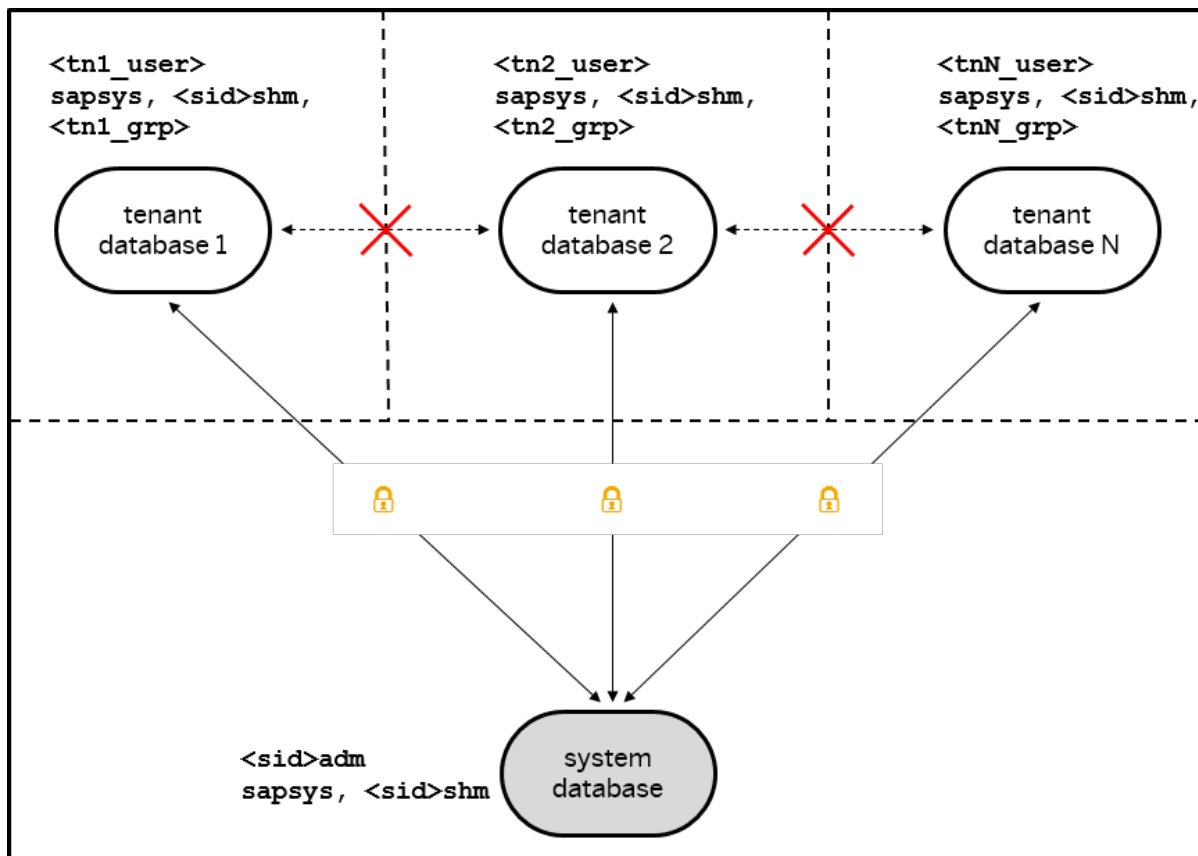 <tn1_user>
sapsys, <sid>shm,
<tn1_grp>
<tn2_user>
sapsys, <sid>shm,
<tn2_grp>
<tnN_user>
sapsys, <sid>shm,
<tnN_grp>
tenant
database 1
tenant
database 2
tenant
database N
<sid>adm
sapsys, <sid>shm
system
database